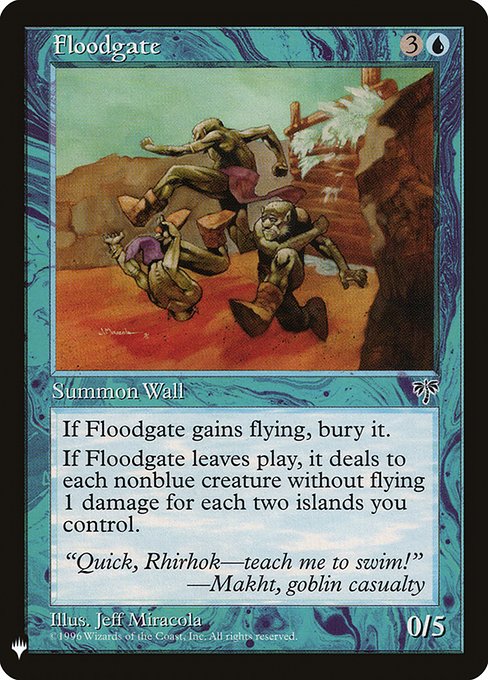 Floodgate 3
Summon Wall
If Floodgate gains flying, bury it.
If Floodgate leaves play, it deals to
each nonblue creature without flying
1 damage for each two islands you
control.
“Quick, Rhirhok—teach me to swim!”
—Makht, goblin casualty
Illus. Jeff Miracola
©1996 Wizards of the Coast, Inc. All rights reserved.
0/5